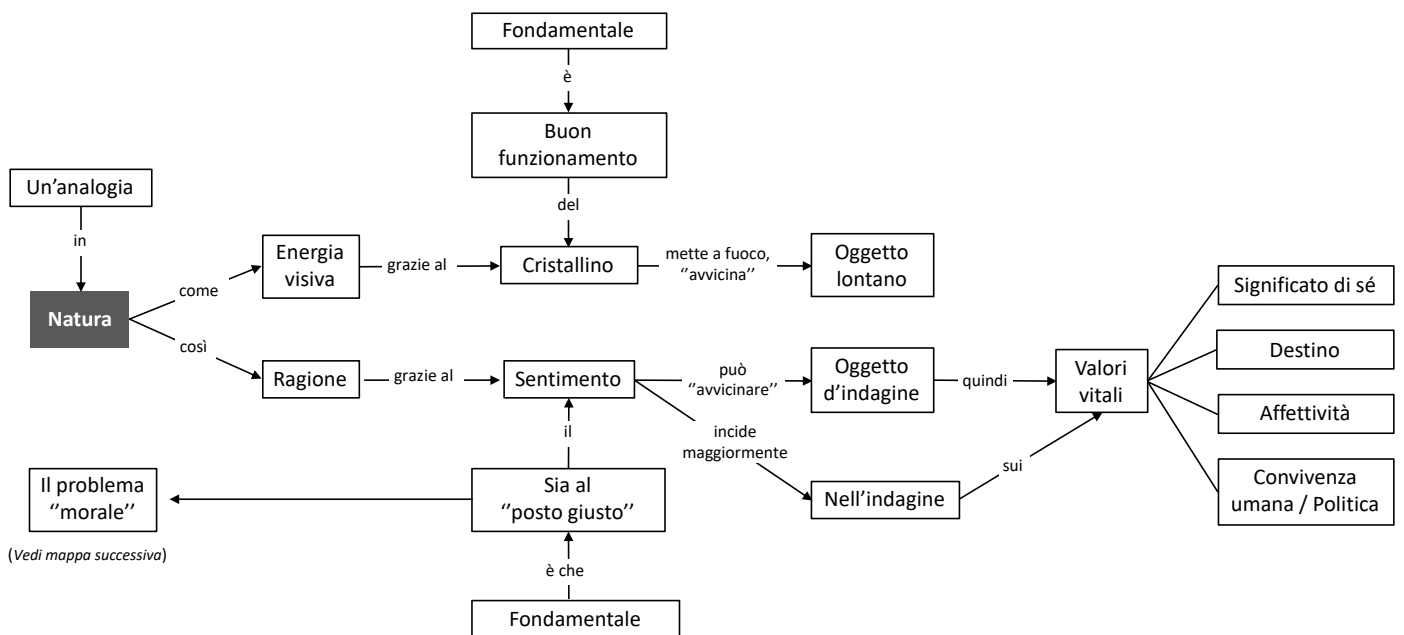 Fondamentale
è
Buon
funzionamento
del
Un’analogia
in
Natura
come
Energia
visiva
grazie al
Cristallino
mette a fuoco,
‘‘avvicina’’
Oggetto
lontano
così
Ragione
grazie al
Sentimento
può
‘‘avvicinare’’
Oggetto
d’indagine
quindi
Valori
vitali
Significato di sé
Destino
Affettività
Convivenza
umana / Politica
incide
maggiormente
Nell’indagine
sui
il
Sia al
‘‘posto giusto’’
Il problema
‘‘morale’’
(Vedi mappa successiva)
è che
Fondamentale